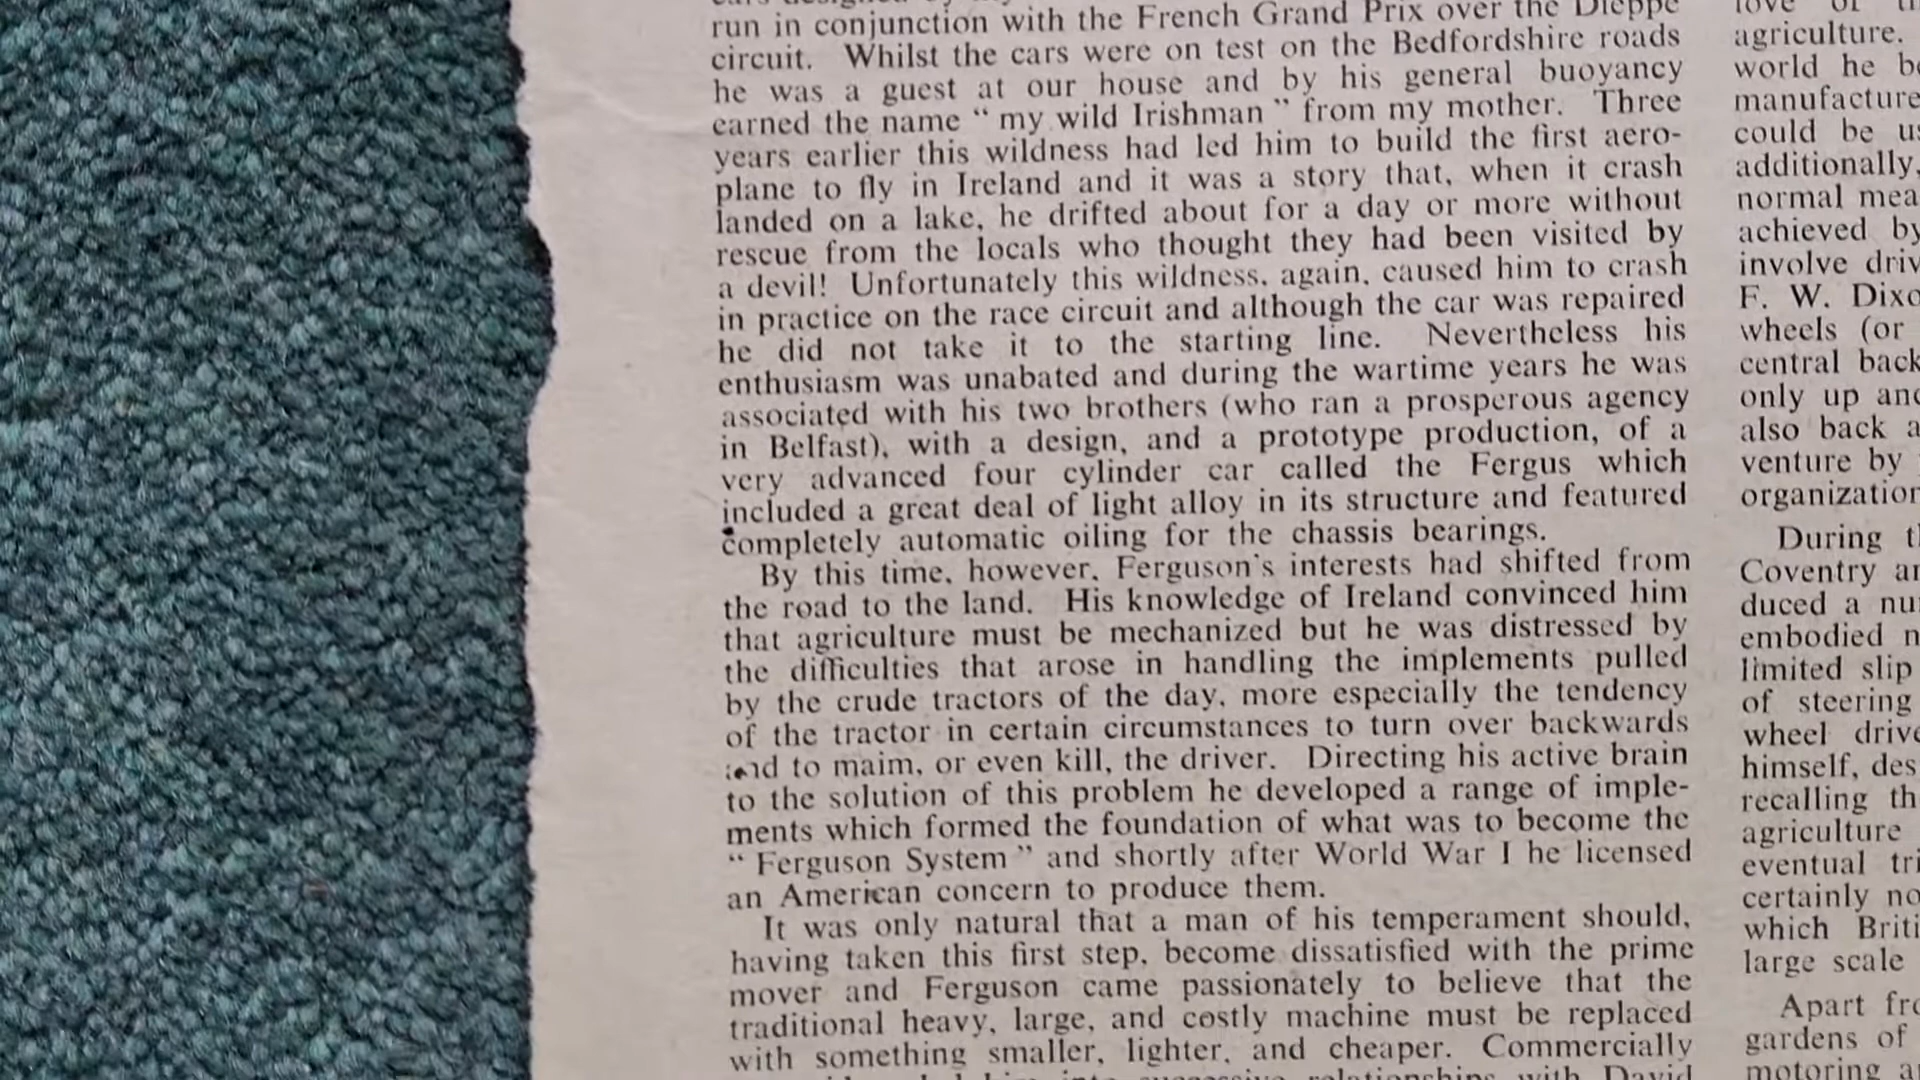 run in conjunction with the French Grand Prix over the Dieppe
circuit. Whilst the cars were on test on the Bedfordshire roads
he was a guest at our house and by his general buoyancy
earned the name “ my wild Irishman ” from my mother. Three
years earlier this wildness had led him to build the first aero-
plane to fly in Ireland and it was a story that, when it crash
landed on a lake, he drifted about for a day or more without
rescue from the locals who thought they had been visited by
a devil! Unfortunately this wildness, again, caused him to crash
in practice on the race circuit and although the car was repaired
he did not take it to the starting line. Nevertheless his
enthusiasm was unabated and during the wartime years he was
associated with his two brothers (who ran a prosperous agency
in Belfast), with a design, and a prototype production, of a
very advanced four cylinder car called the Fergus which
included a great deal of light alloy in its structure and featured
completely automatic oiling for the chassis bearings.
By this time, however, Ferguson's interests had shifted from
the road to the land. His knowledge of Ireland convinced him
that agriculture must be mechanized but he was distressed by
the difficulties that arose in handling the implements pulled
by the crude tractors of the day, more especially the tendency
of the tractor in certain circumstances to turn over backwards
and to maim, or even kill, the driver. Directing his active brain
to the solution of this problem he developed a range of imple-
ments which formed the foundation of what was to become the
“ Ferguson System ” and shortly after World War I he licensed
an American concern to produce them.
It was only natural that a man of his temperament should,
having taken this first step, become dissatisfied with the prime
mover and Ferguson came passionately to believe that the
traditional heavy, large, and costly machine must be replaced
with something smaller, lighter, and cheaper. Commercially
relationships with David
love of
agriculture.
world he
manufacture
could be
additionally,
normal
achieved
involve
F. W.
wheels (or
central back
only up
also back
venture by
During
Coventry
duced a
embodied
limited slip
of steering
wheel
himself,
recalling
agriculture
eventual
certainly
which
large scale
Apart
gardens of
motoring